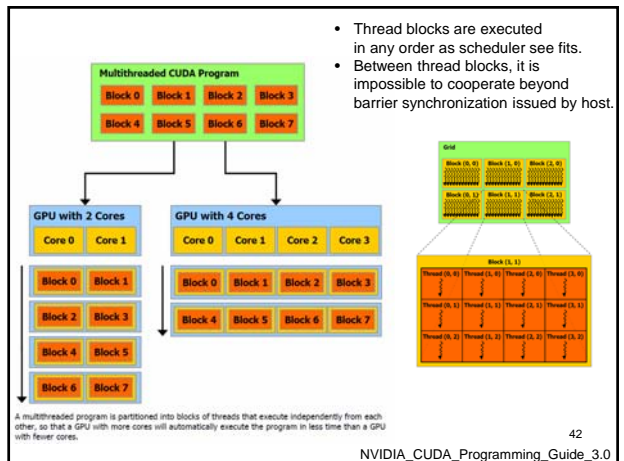 • Thread blocks are executed
in any order as scheduler see fits.
• Between thread blocks, it is
impossible to cooperate beyond
barrier synchronization issued by host.
Multithreaded CUDA Program
Block 0 Block 1 Block 2 Block 3
Block 4 Block 5 Block 6 Block 7
GPU with 2 Cores
Core 0 Core 1
Block 0 Block 1
Block 2 Block 3
Block 4 Block 5
Block 6 Block 7
GPU with 4 Cores
Core 0 Core 1 Core 2 Core 3
Block 0 Block 1 Block 2 Block 3
Block 4 Block 5 Block 6 Block 7
A multithreaded program is partitioned into blocks of threads that execute independently from each
other, so that a GPU with more cores will automatically execute the program in less time than a GPU
with fewer cores.
Grid
Block (0, 0) Block (1, 0) Block (2, 0)
Block (0, 1) Block (1, 1) Block (2, 1)
Block (1, 1)
Thread (0, 0) Thread (1, 0) Thread (2, 0) Thread (3, 0)
Thread (0, 1) Thread (1, 1) Thread (2, 1) Thread (3, 1)
Thread (0, 2) Thread (1, 2) Thread (2, 2) Thread (3, 2)
42
NVIDIA_CUDA_Programming_Guide_3.0